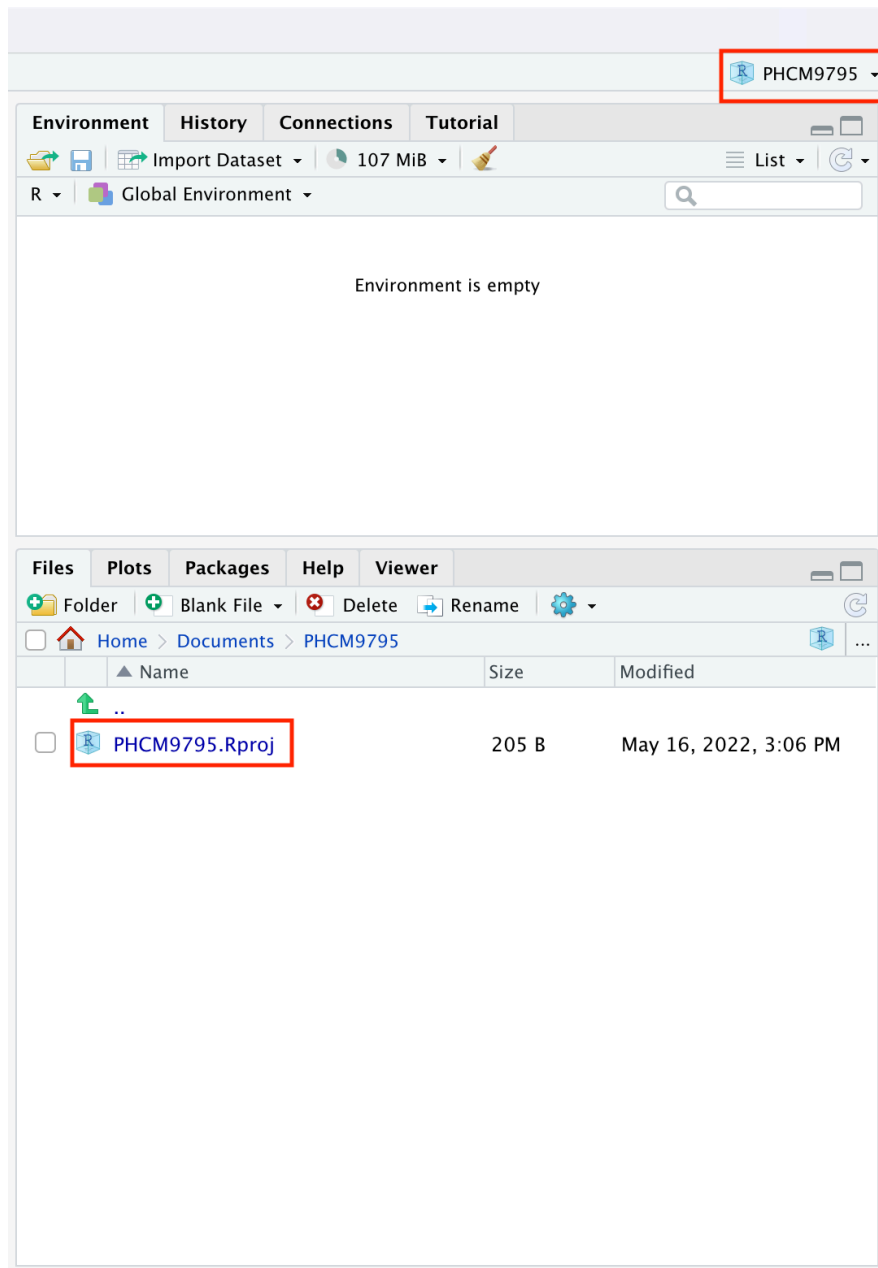 PHCM9795
Environment History Connections Tutorial
Import Dataset 107 MiB List
R Global Environment
Environment is empty
Files Plots Packages Help Viewer
Folder Blank File Delete Rename
Home Documents PHCM9795 R ...
Name Size Modified
..
R PHCM9795.Rproj 205 B May 16, 2022, 3:06 PM